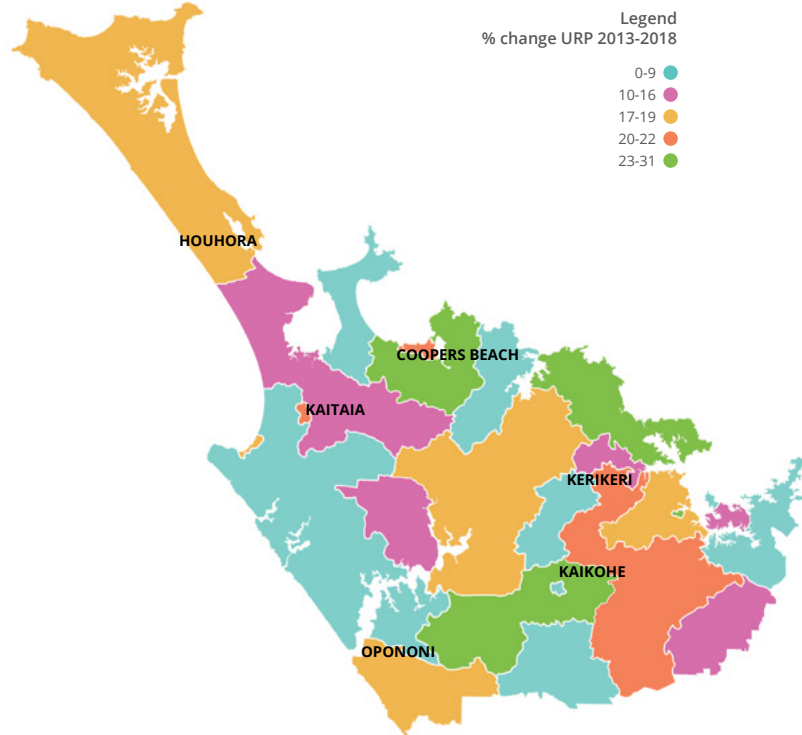 Legend
% change URP 2013-2018
0-9
10-16
17-19
20-22
23-31
HOUHORA
COOPERS BEACH
KAITAIA
KERIKERI
KAIKOHE
OPONONI